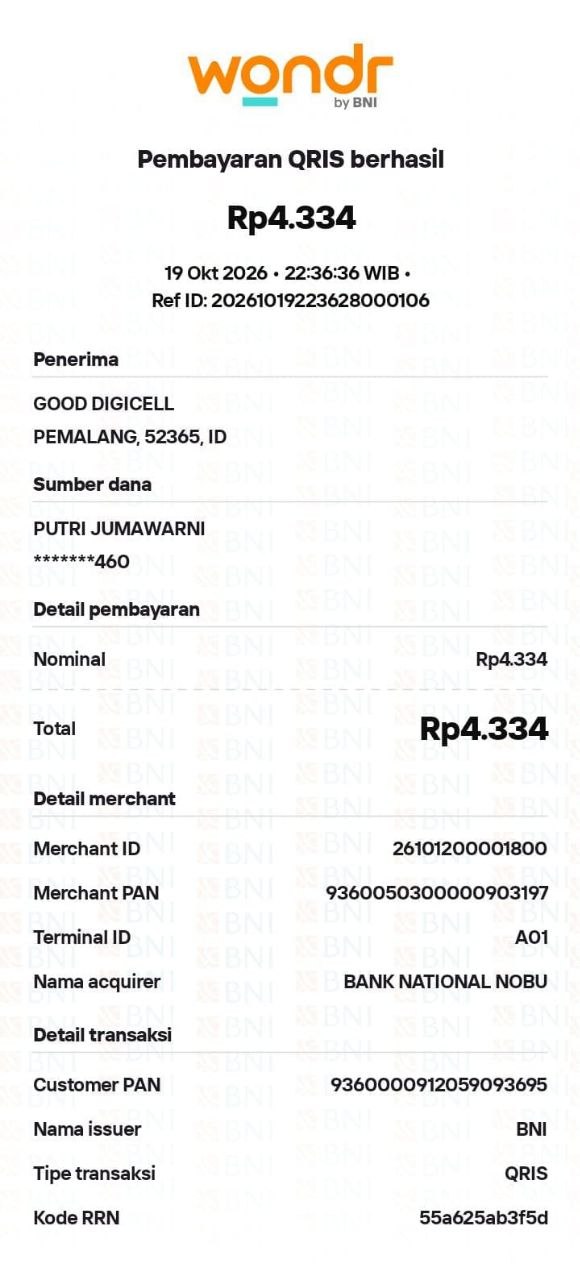 wondr
by BNI
Pembayaran QRIS berhasil
Rp4.334
19 Okt 2026 • 22:36:36 WIB •
Ref ID: 20261019223628000106
Penerima
GOOD DIGICELL
PEMALANG, 52365, ID
Sumber dana
PUTRI JUMAWARNI
*******460
Detail pembayaran
Nominal Rp4.334
Total Rp4.334
Detail merchant
Merchant ID 26101200001800
Merchant PAN 9360050300000903197
Terminal ID A01
Nama acquirer BANK NATIONAL NOBU
Detail transaksi
Customer PAN 9360000912059093695
Nama issuer BNI
Tipe transaksi QRIS
Kode RRN 55a625ab3f5d